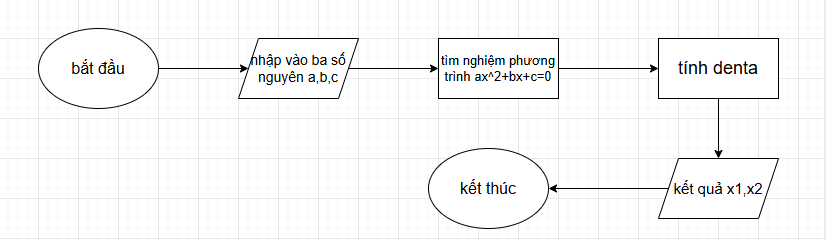 bắt đầu
nhập vào ba số
nguyên a,b,c
tìm nghiệm phương
trình ax^2+bx+c=0
tính denta
kết quả x1,x2
kết thúc